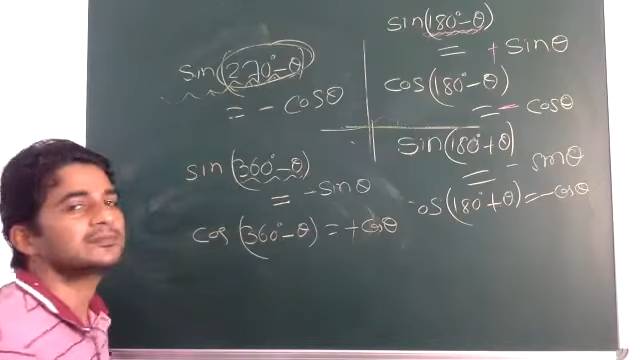 sin(270°-θ)
= - cosθ
sin(360°-θ)
= -sinθ
cos(360°-θ)=+cosθ
sin(180°-θ)
= + sinθ
cos(180°-θ)
= - cosθ
sin(180°+θ)
= - sinθ
cos(180°+θ)=-cosθ